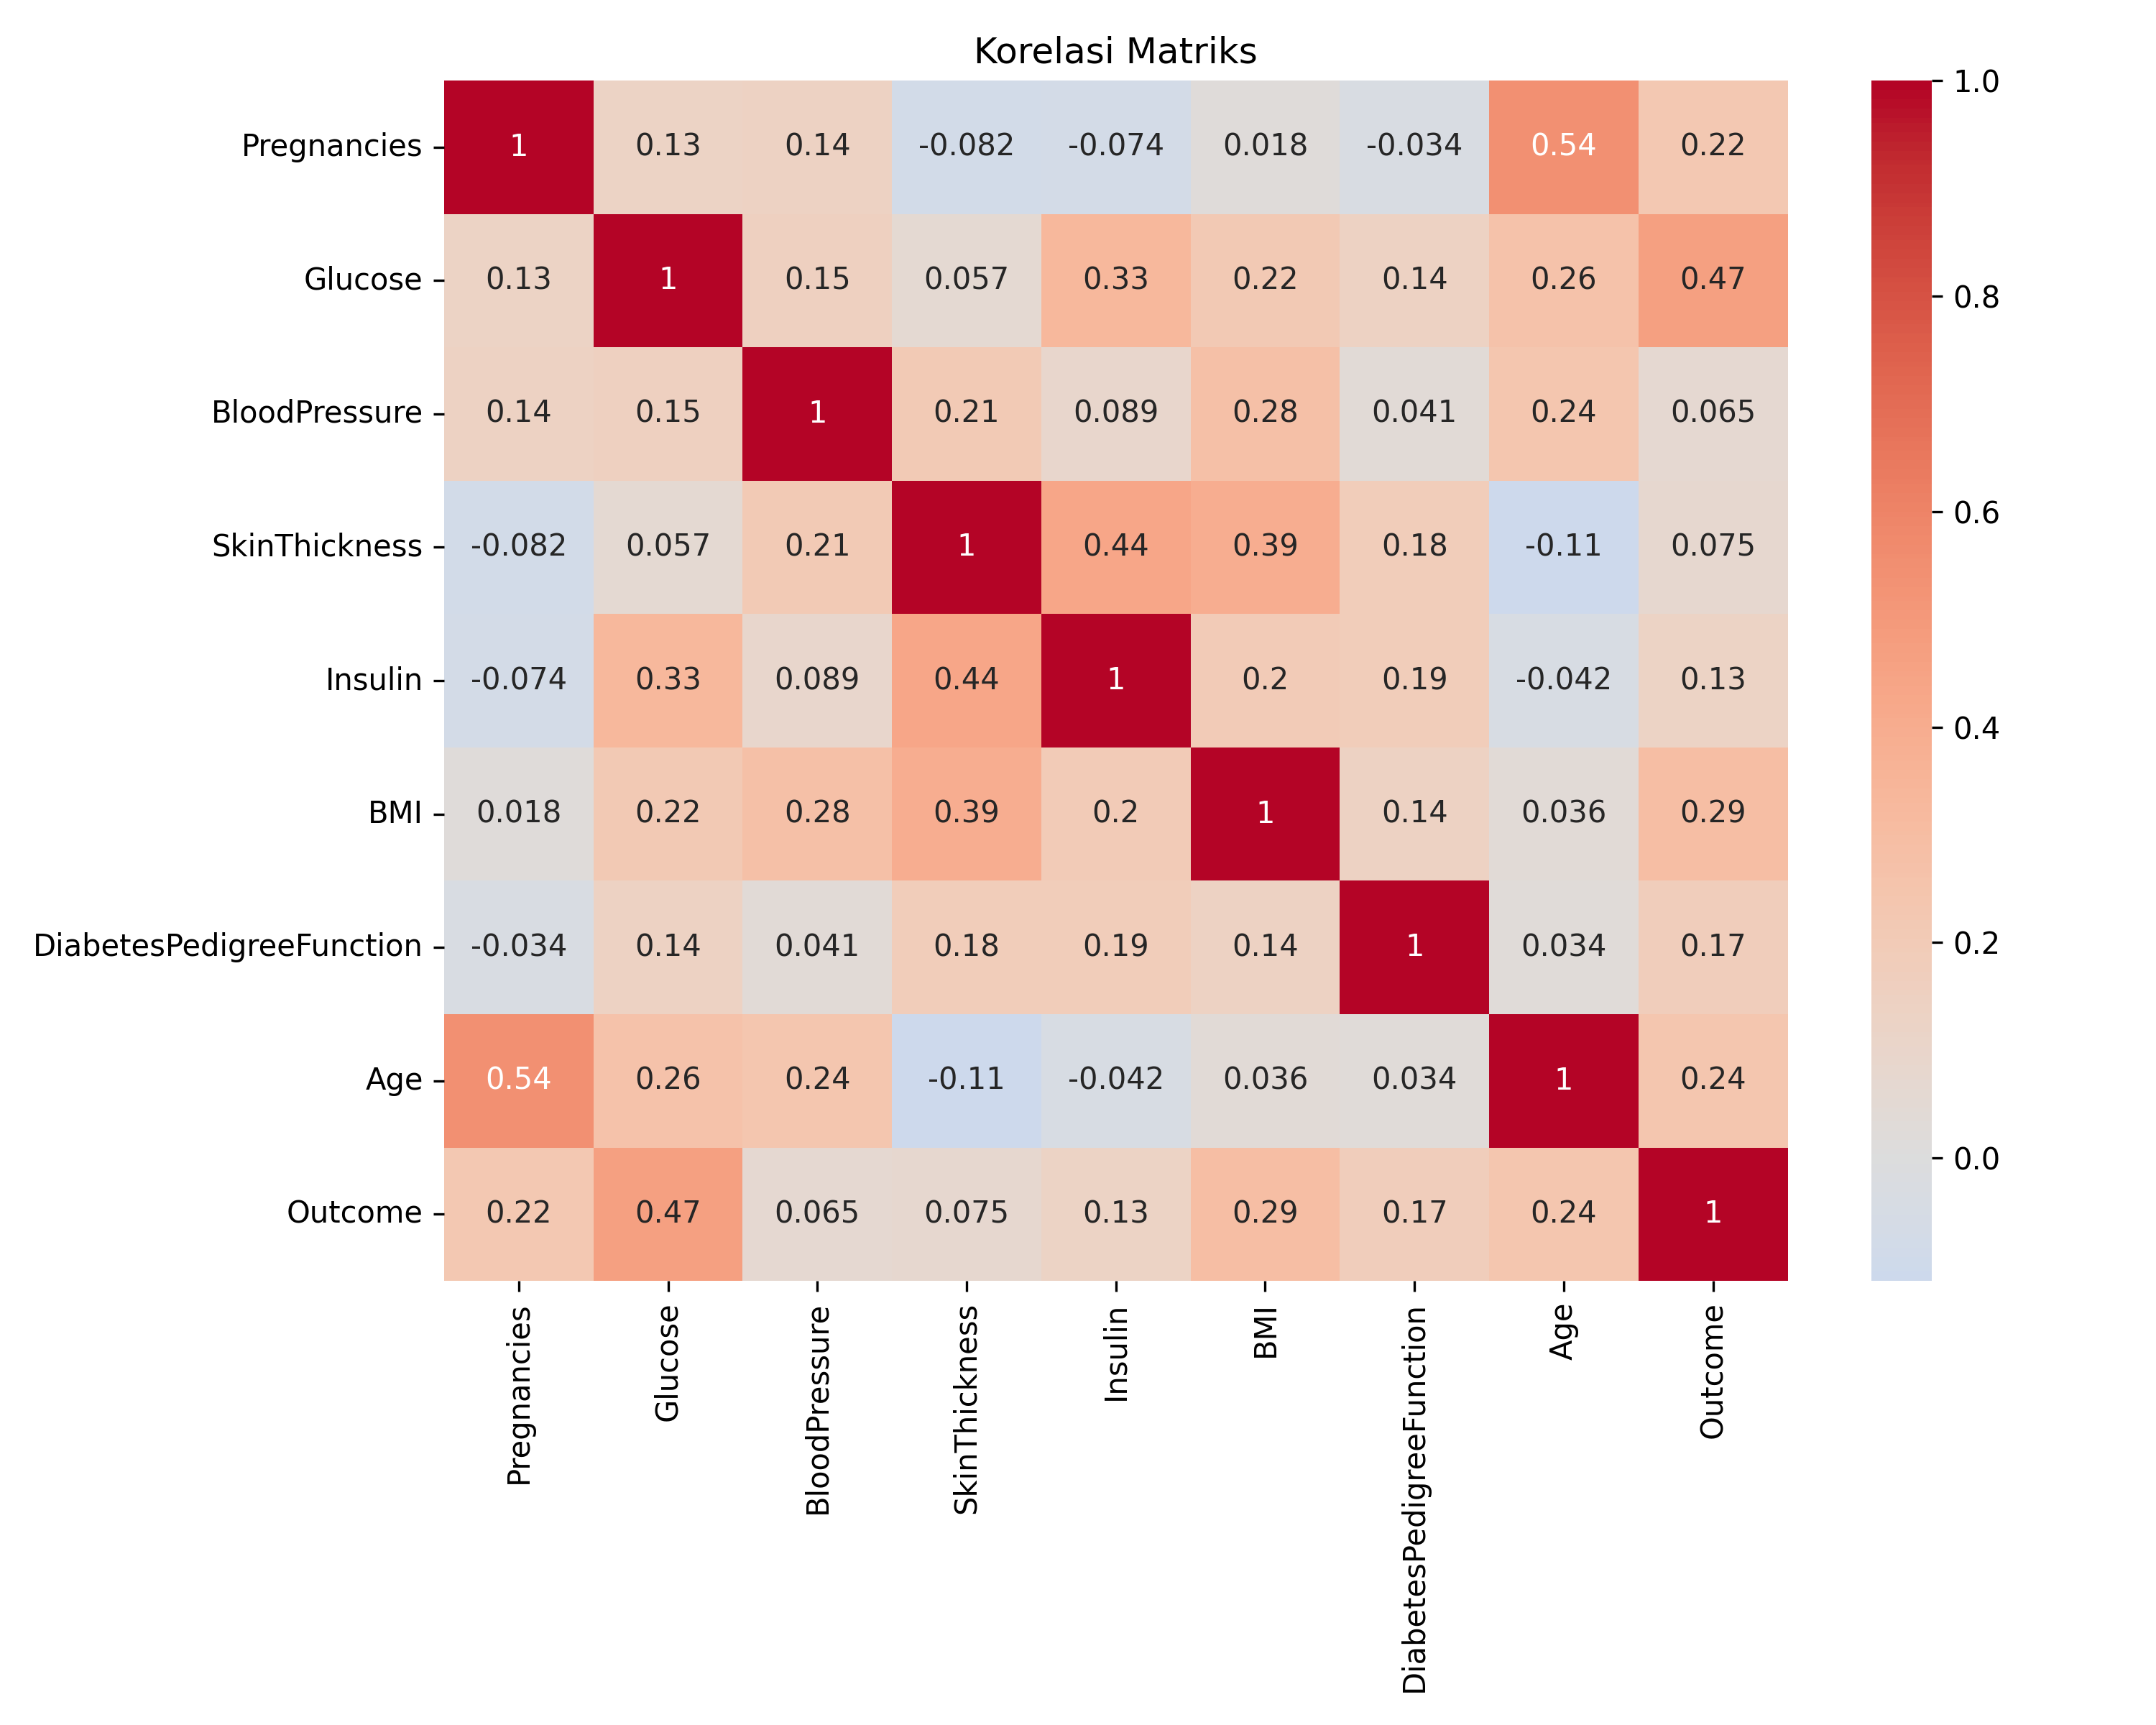 Korelasi Matriks
Pregnancies 1 0.13 0.14 -0.082 -0.074 0.018 -0.034 0.54 0.22
Glucose 0.13 1 0.15 0.057 0.33 0.22 0.14 0.26 0.47
BloodPressure 0.14 0.15 1 0.21 0.089 0.28 0.041 0.24 0.065
SkinThickness -0.082 0.057 0.21 1 0.44 0.39 0.18 -0.11 0.075
Insulin -0.074 0.33 0.089 0.44 1 0.2 0.19 -0.042 0.13
BMI 0.018 0.22 0.28 0.39 0.2 1 0.14 0.036 0.29
DiabetesPedigreeFunction -0.034 0.14 0.041 0.18 0.19 0.14 1 0.034 0.17
Age 0.54 0.26 0.24 -0.11 -0.042 0.036 0.034 1 0.24
Outcome 0.22 0.47 0.065 0.075 0.13 0.29 0.17 0.24 1
Pregnancies
Glucose
BloodPressure
SkinThickness
Insulin
BMI
DiabetesPedigreeFunction
Age
Outcome
1.0
0.8
0.6
0.4
0.2
0.0